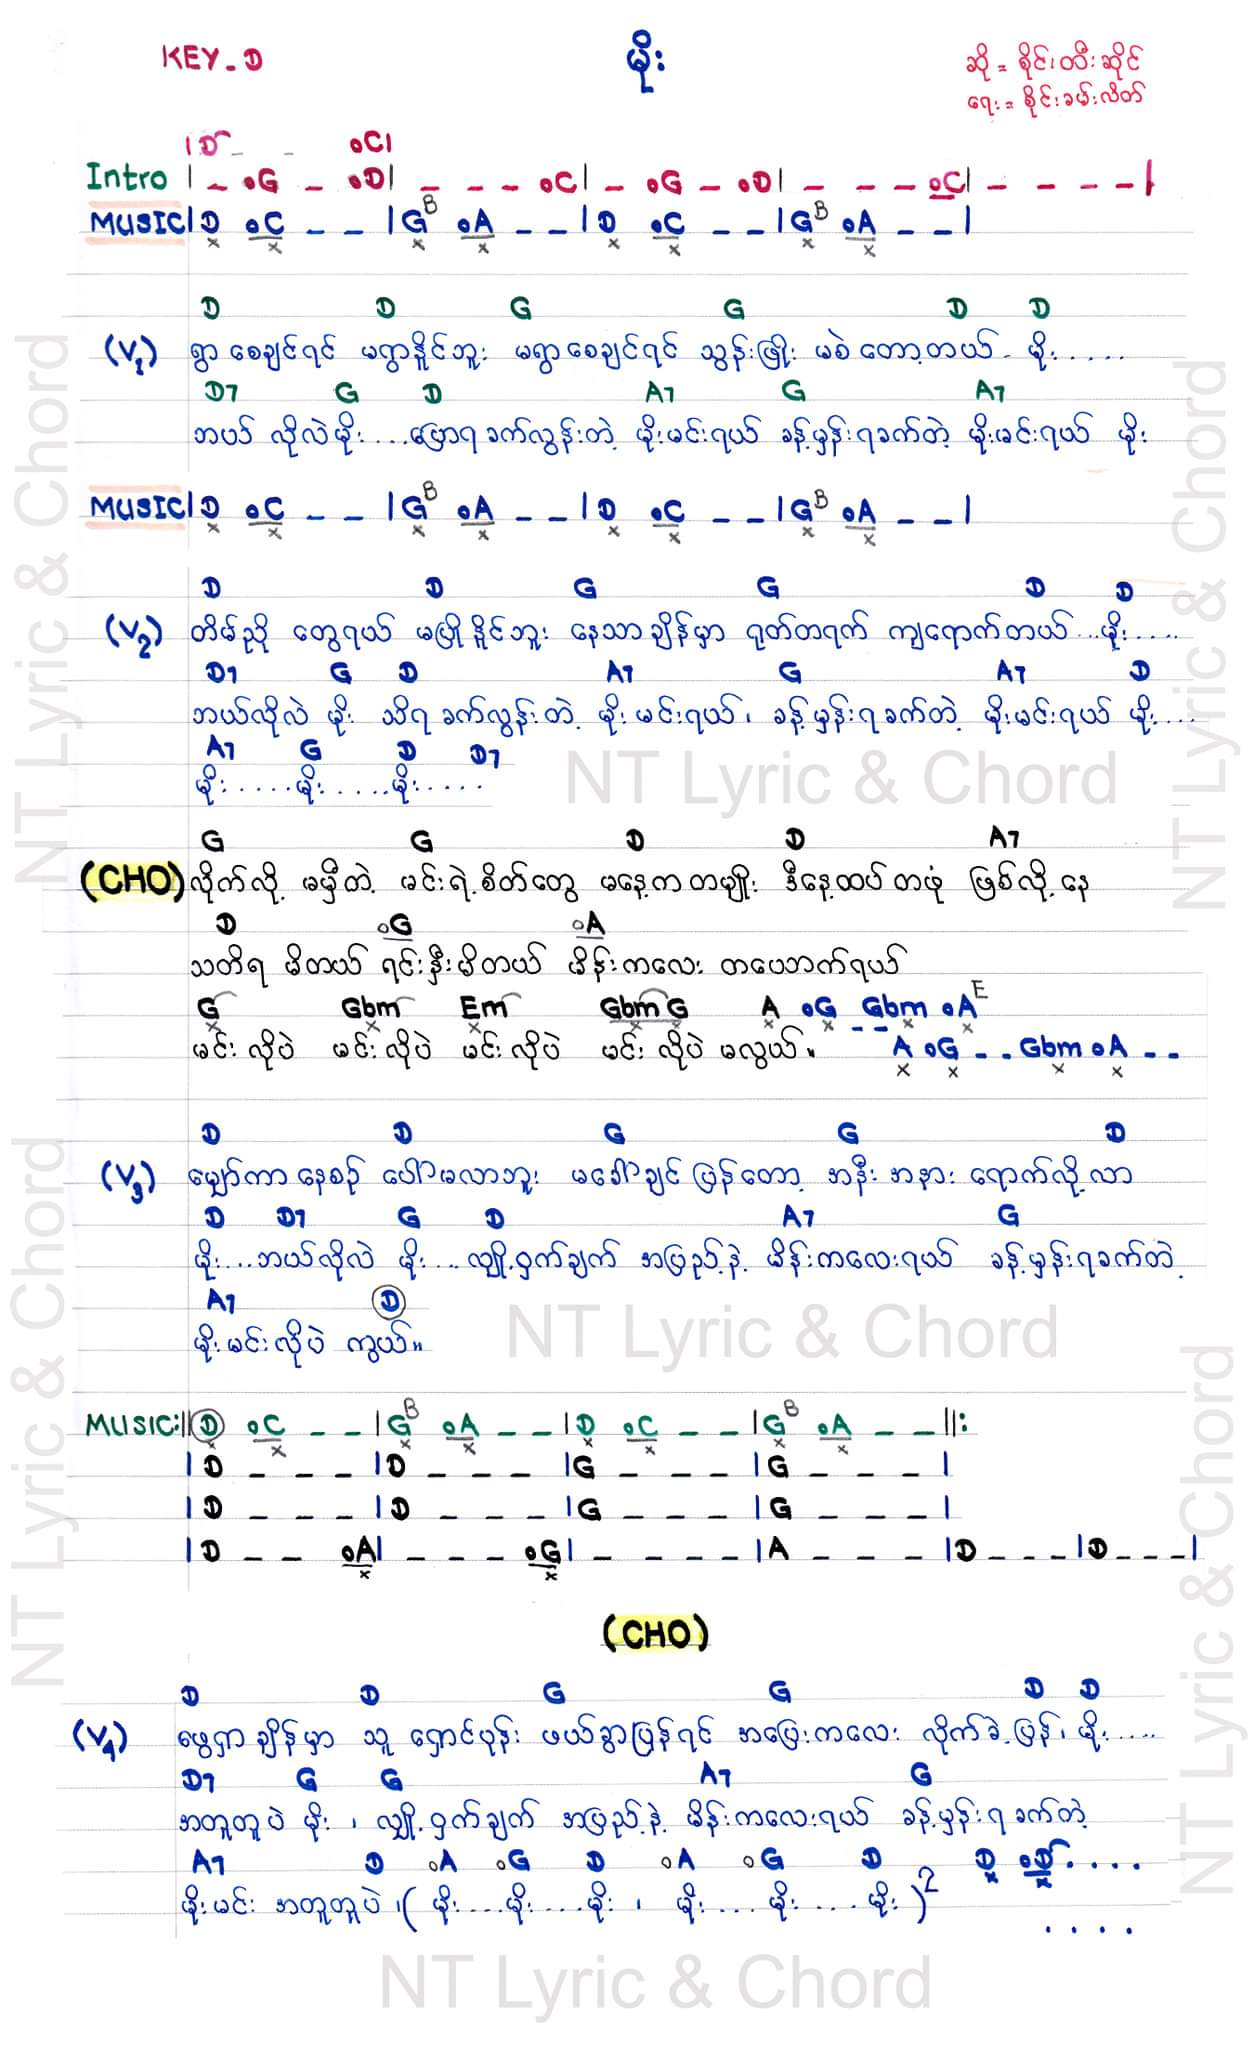 KEY - D
မိုး
ဆို = စိုင်းထီးဆိုင်
ရေး = စိုင်းခမ်းလိတ်
| D _ _ _ oC |
Intro | _ oG _ oD | _ _ _ oC | _ oG _ oD | _ _ _ oC | _ _ _ _ |
MUSIC | D oC _ _ | G B oA _ _ | D oC _ _ | G B oA _ _ |
D D G G D D
(V1) ရွာစေချင်ရင် မရွာနိုင်ဘူး မရွာစေချင်ရင် သွန်းဖြိုး မစဲတော့တယ် - မိုး.....
D7 G D A7 G A7
ဘယ်လိုလဲမိုး ...ပြောရခက်လွန်းတဲ့ မိုးမင်းရယ် ခန့်မှန်းရခက်တဲ့ မိုးမင်းရယ် မိုး
MUSIC | D oC _ _ | G B oA _ _ | D oC _ _ | G B oA _ _ |
D D G G D D
(V2) တိမ်ညို တွေရယ် မပြိုနိုင်ဘူး နေသာချိန်မှာ ရုတ်တရက် ကျရောက်တယ်...မိုး....
D7 G D A7 G A7 D
ဘယ်လိုလဲ မိုး သိရခက်လွန်းတဲ့ မိုးမင်းရယ်၊ ခန့်မှန်းရခက်တဲ့ မိုးမင်းရယ် မိုး....
A7 G D D7
မိုး.....မိုး.....မိုး.....
NT Lyric & Chord
G G D D A7
(CHO) လိုက်လို့ မမှီတဲ့ မင်းရဲ့စိတ်တွေ မနေ့ကတမျိုး ဒီနေ့ထပ်တဖုံ ဖြစ်လို့နေ
D oG oA
သတိရမိတယ် ရင်းနှီးမိတယ် မိန်းကလေး တယောက်ရယ်
G Gbm Em Gbm G A oG _ _ Gbm oA E
မင်းလိုပဲ မင်းလိုပဲ မင်းလိုပဲ မင်းလိုပဲ မလွယ်။ A oG _ _ Gbm oA _ _
D D G G D
(V3) မျှော်ကာနေစဉ် ပေါ်မလာဘူး မခေါ်ချင်ပြန်တော့ အနီးအနား ရောက်လို့လာ
D D7 G D A7 G
မိုး....ဘယ်လိုလဲ မိုး....လျှို့ဝှက်ချက် အပြည့်နဲ့ မိန်းကလေးရယ် ခန့်မှန်းရခက်တဲ့
A7 D
မိုးမင်းလိုပဲ ကွယ်။
NT Lyric & Chord
MUSIC :|| D oC _ _ | G B oA _ _ | D oC _ _ | G B oA _ _ ||:
| D _ _ _ | D _ _ _ | G _ _ _ | G _ _ _ |
| D _ _ _ | D _ _ _ | G _ _ _ | G _ _ _ |
| D _ _ oA | _ _ _ oG | _ _ _ _ | A _ _ _ | D _ _ _ | D _ _ _ |
(CHO)
D D G G D D
(V4) ဖွေရှာချိန်မှာ သူ ရှောင်ပုန်း ဖယ်ခွာပြန်ရင် အပြေးကလေး လိုက်ခဲ့ပြန်၊ မိုး.....
D7 G G A7 G
အတူတူပဲ မိုး ၊ လျှို့ဝှက်ချက် အပြည့်နဲ့ မိန်းကလေးရယ် ခန့်မှန်းရခက်တဲ့
A7 D oA oG D oA oG D D oD ....
မိုးမင်း အတူတူပဲ ၊( မိုး....မိုး....မိုး ၊ မိုး....မိုး....မိုး )2 ....
NT Lyric & Chord
NT Lyric & Chord
NT Lyric & Chord
NT Lyric & Chord
NT Lyric & Chord